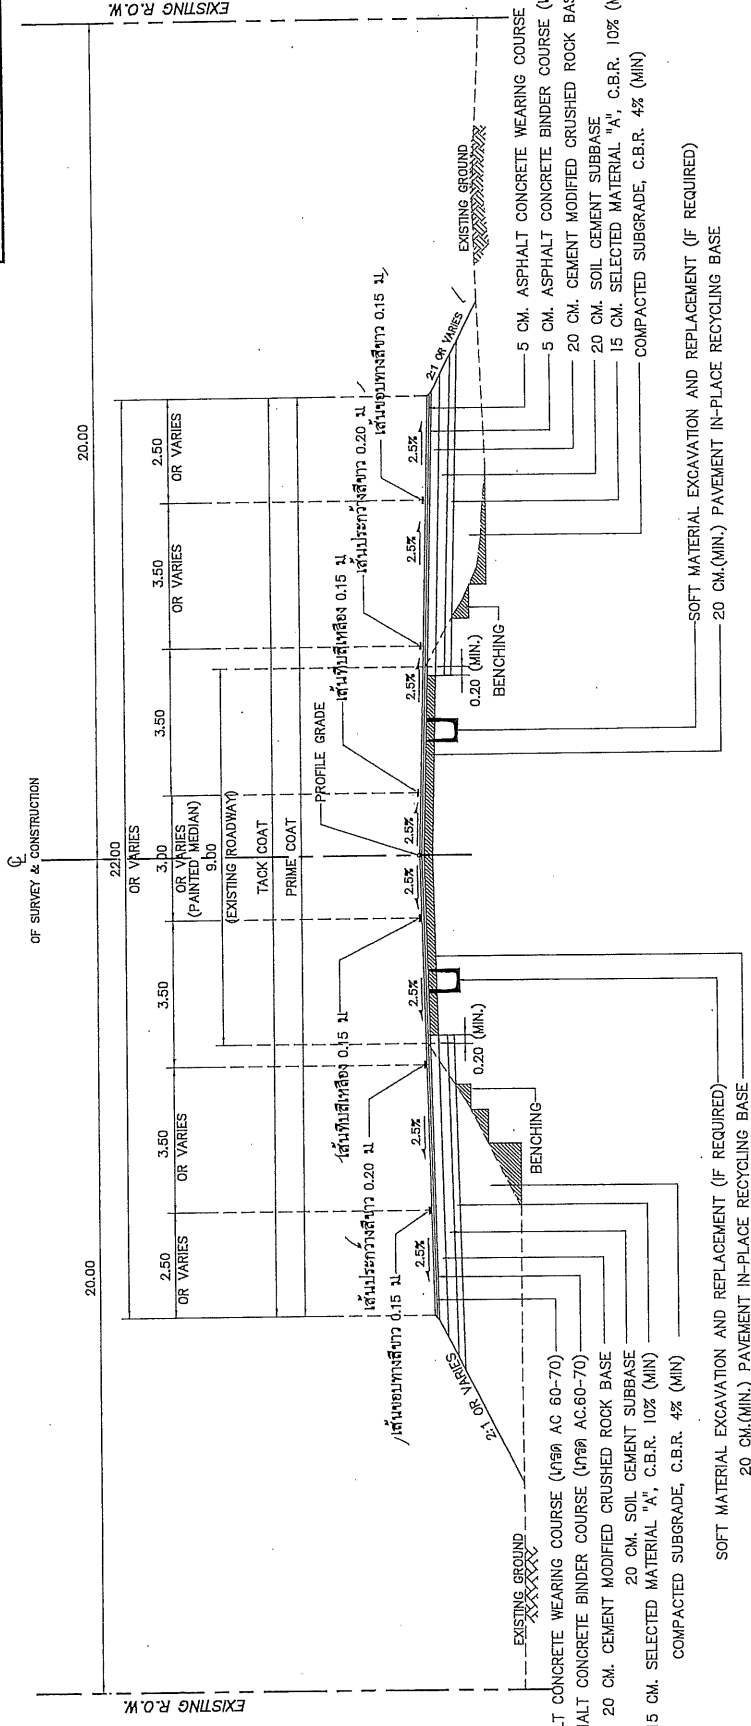 EXISTING R.O.W.
EXISTING R.O.W.
℄
OF SURVEY & CONSTRUCTION
20.00
20.00
22.00
OR VARIES
2.50
OR VARIES
3.50
OR VARIES
3.50
3.00
OR VARIES
(PAINTED MEDIAN)
3.50
3.50
OR VARIES
2.50
OR VARIES
9.00
(EXISTING ROADWAY)
TACK COAT
PRIME COAT
PROFILE GRADE
เส้นขอบทางสีขาว 0.15 ม
เส้นประกว้างสีขาว 0.20 ม
เส้นทึบสีเหลือง 0.15 ม
เส้นทึบสีเหลือง 0.15 ม
เส้นประกว้างสีขาว 0.20 ม
เส้นขอบทางสีขาว 0.15 ม
2.5%
2.5%
2.5%
2.5%
2.5%
2.5%
2.5%
2.5%
2:1 OR VARIES
2:1 OR VARIES
EXISTING GROUND
EXISTING GROUND
0.20 (MIN.)
0.20 (MIN.)
BENCHING
BENCHING
CONCRETE WEARING COURSE (เกรด AC 60-70)
CONCRETE BINDER COURSE (เกรด AC.60-70)
20 CM. CEMENT MODIFIED CRUSHED ROCK BASE
20 CM. SOIL CEMENT SUBBASE
15 CM. SELECTED MATERIAL "A", C.B.R. 10% (MIN)
COMPACTED SUBGRADE, C.B.R. 4% (MIN)
SOFT MATERIAL EXCAVATION AND REPLACEMENT (IF REQUIRED)
20 CM.(MIN.) PAVEMENT IN-PLACE RECYCLING BASE
5 CM. ASPHALT CONCRETE WEARING COURSE
5 CM. ASPHALT CONCRETE BINDER COURSE
20 CM. CEMENT MODIFIED CRUSHED ROCK
20 CM. SOIL CEMENT SUBBASE
15 CM. SELECTED MATERIAL "A", C.B.R. 10%
COMPACTED SUBGRADE, C.B.R. 4% (MIN)
SOFT MATERIAL EXCAVATION AND REPLACEMENT (IF REQUIRED)
20 CM.(MIN.) PAVEMENT IN-PLACE RECYCLING BASE